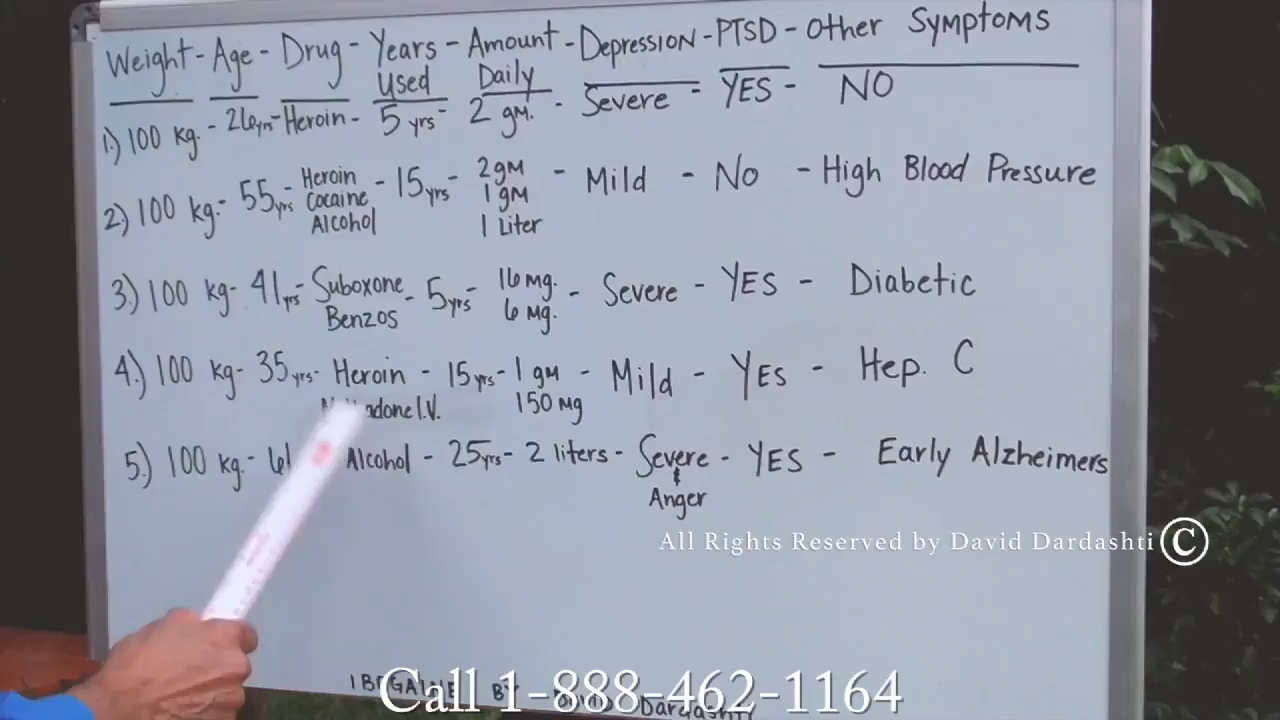 Weight - Age - Drug - Years Used - Amount Daily - Depression - PTSD - Other Symptoms
1.) 100 kg. - 26yrs - Heroin - 5 yrs - 2 gm. - Severe - YES - NO
2.) 100 kg. - 55yrs - Heroin Cocaine Alcohol - 15yrs - 2gm 1gm 1 Liter - Mild - No - High Blood Pressure
3.) 100 kg - 41yrs - Suboxone Benzos - 5yrs - 16 mg. 6 mg. - Severe - YES - Diabetic
4.) 100 kg - 35yrs - Heroin I.V. - 15yrs - 1 gm 150 mg - Mild - YES - Hep. C
5.) 100 kg. - Alcohol - 25yrs - 2 liters - Severe & Anger - YES - Early Alzheimers
All Rights Reserved by David Dardashti ©
IBOGAINE BY David Dardashti
Call 1-888-462-1164